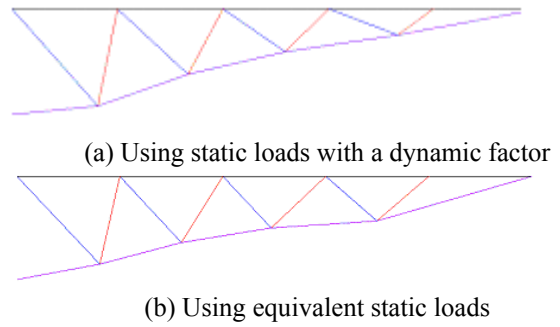 (a) Using static loads with a dynamic factor
(b) Using equivalent static loads